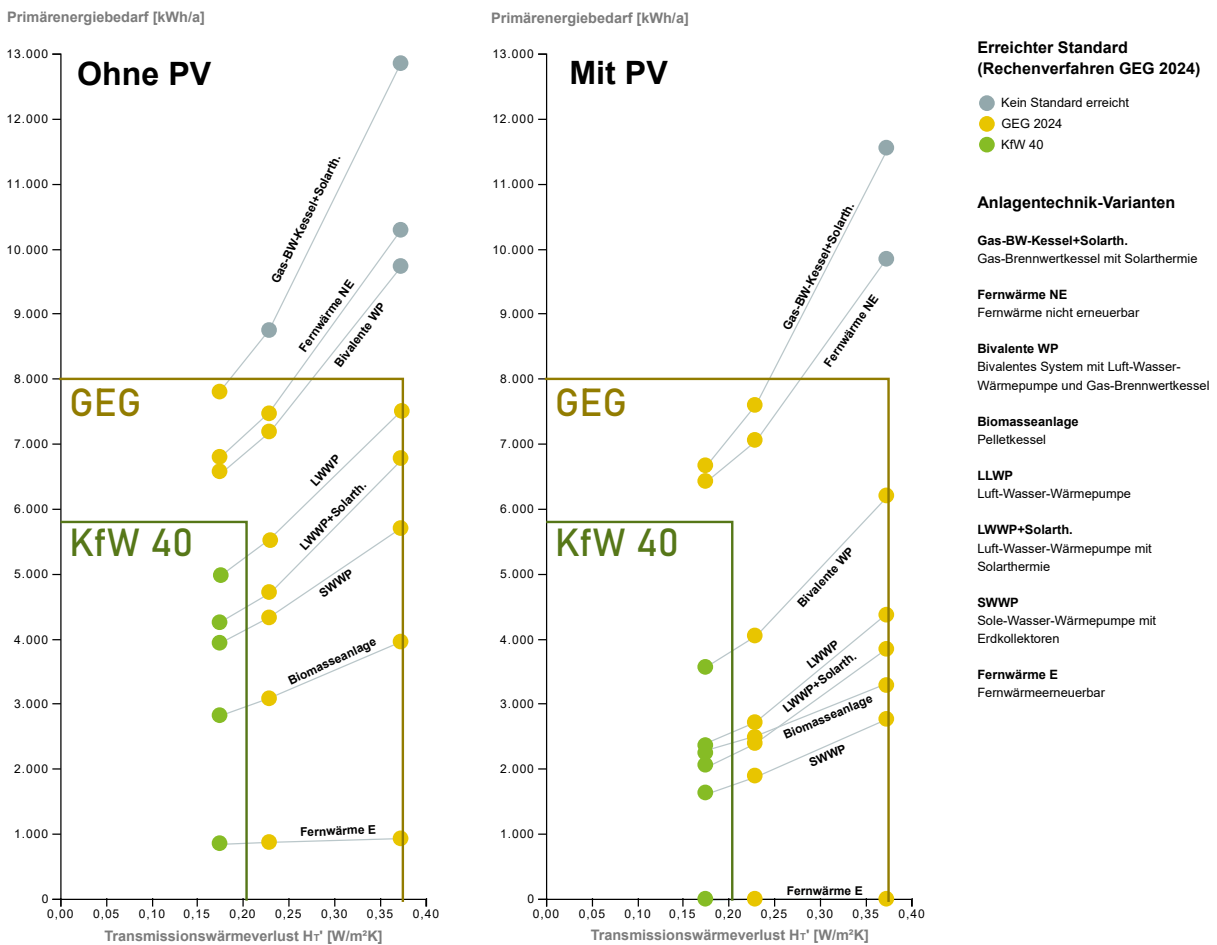 Primärenergiebedarf [kWh/a]
Ohne PV
13.000
12.000
11.000
10.000
9.000
8.000
7.000
6.000
5.000
4.000
3.000
2.000
1.000
0
Gas-BW-Kessel+Solarth.
Fernwärme NE
Bivalente WP
GEG
LWWP
LWWP+Solarth.
KfW 40
SWWP
Biomasseanlage
Fernwärme E
0,00 0,05 0,10 0,15 0,20 0,25 0,30 0,35 0,40
Transmissionswärmeverlust HT' [W/m²K]
Primärenergiebedarf [kWh/a]
Mit PV
13.000
12.000
11.000
10.000
9.000
8.000
7.000
6.000
5.000
4.000
3.000
2.000
1.000
0
Gas-BW-Kessel+Solarth.
Fernwärme NE
GEG
KfW 40
Bivalente WP
LWWP
LWWP+Solarth.
Biomasseanlage
SWWP
Fernwärme E
0,00 0,05 0,10 0,15 0,20 0,25 0,30 0,35 0,40
Transmissionswärmeverlust HT' [W/m²K]
Erreichter Standard
(Rechenverfahren GEG 2024)
Kein Standard erreicht
GEG 2024
KfW 40
Anlagentechnik-Varianten
Gas-BW-Kessel+Solarth.
Gas-Brennwertkessel mit Solarthermie
Fernwärme NE
Fernwärme nicht erneuerbar
Bivalente WP
Bivalentes System mit Luft-Wasser-
Wärmepumpe und Gas-Brennwertkessel
Biomasseanlage
Pelletkessel
LLWP
Luft-Wasser-Wärmepumpe
LWWP+Solarth.
Luft-Wasser-Wärmepumpe mit
Solarthermie
SWWP
Sole-Wasser-Wärmepumpe mit
Erdkollektoren
Fernwärme E
Fernwärmeerneuerbar